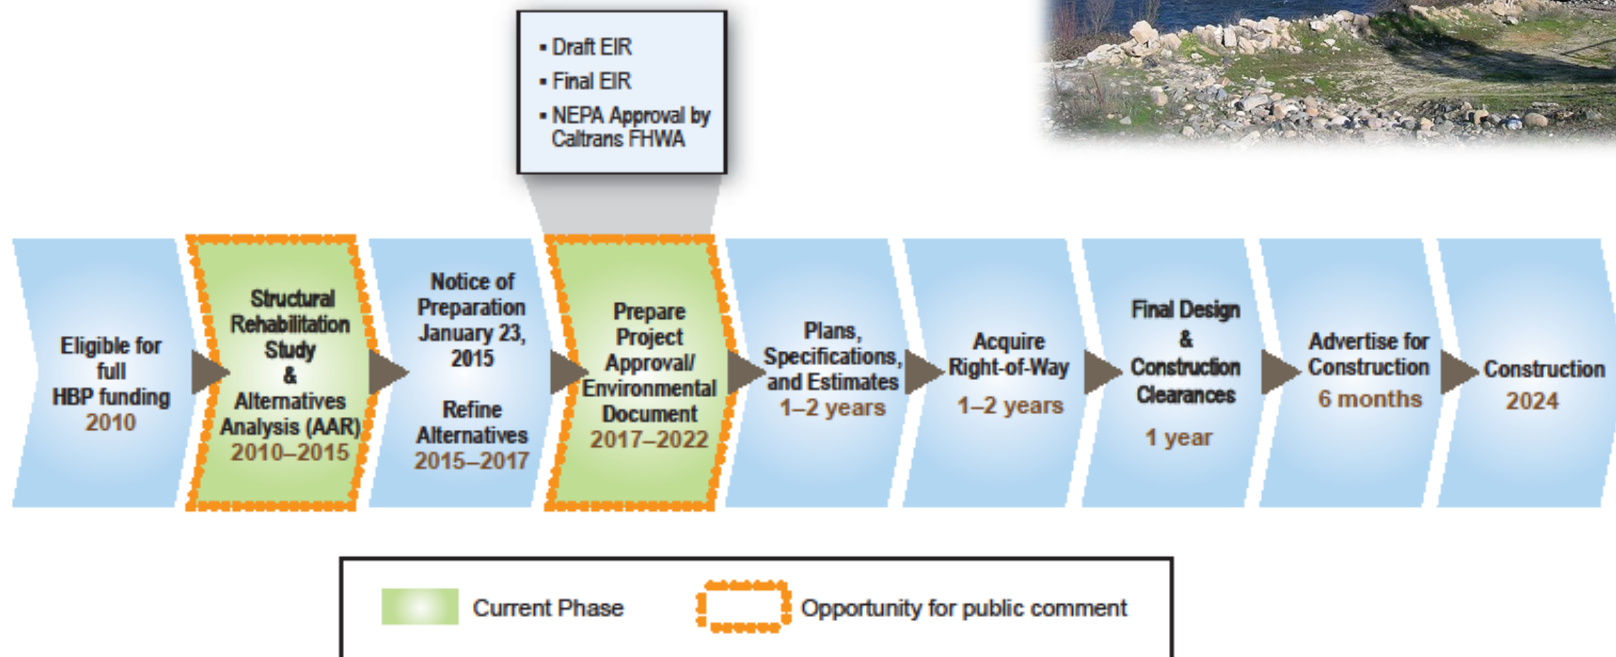 ▪ Draft EIR
▪ Final EIR
▪ NEPA Approval by
Caltrans FHWA
Eligible for
full
HBP funding
2010
Structural
Rehabilitation
Study
&
Alternatives
Analysis (AAR)
2010–2015
Notice of
Preparation
January 23,
2015
Refine
Alternatives
2015–2017
Prepare
Project
Approval/
Environmental
Document
2017–2022
Plans,
Specifications,
and Estimates
1–2 years
Acquire
Right-of-Way
1–2 years
Final Design
&
Construction
Clearances
1 year
Advertise for
Construction
6 months
Construction
2024
Current Phase
Opportunity for public comment